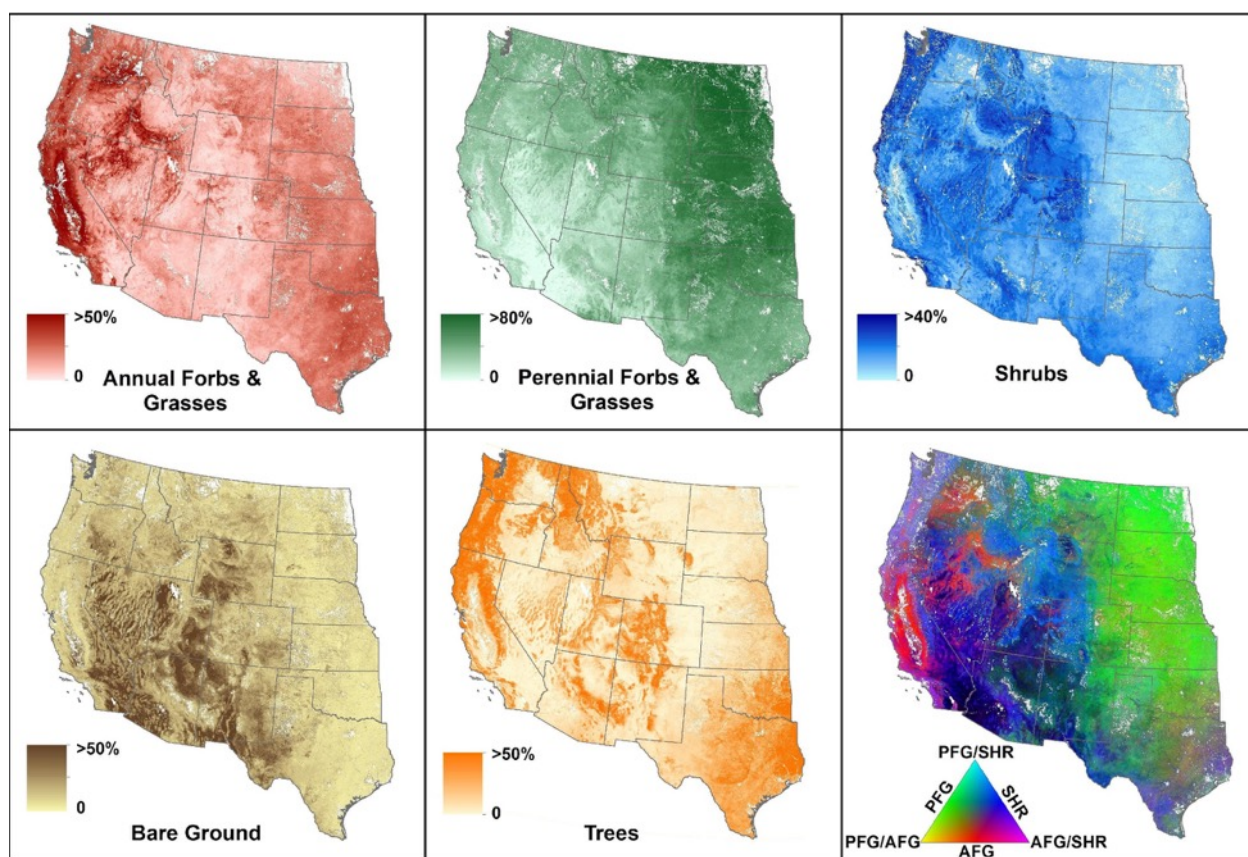 >50%
0
Annual Forbs &
Grasses
>80%
0
Perennial Forbs &
Grasses
>40%
0
Shrubs
>50%
0
Bare Ground
>50%
0
Trees
PFG/SHR
PFG
SHR
PFG/AFG
AFG
AFG/SHR